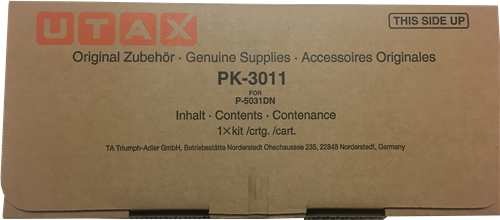 UTAX
THIS SIDE UP
Original Zubehör · Genuine Supplies · Accessoires Originales
PK-3011
FOR
P-5031DN
Inhalt · Contents · Contenance
1×kit /crtg. /cart.
TA Triumph-Adler GmbH, Betriebsstätte Norderstedt Ohechaussee 235, 22848 Norderstedt, Germany